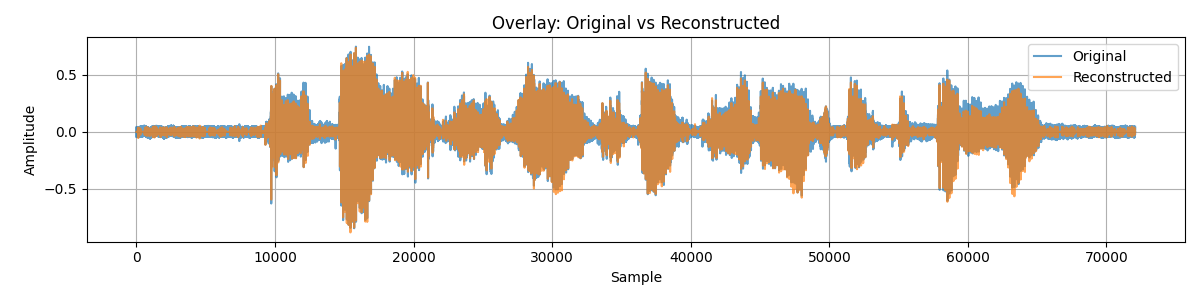 Overlay: Original vs Reconstructed
Original
Reconstructed
Amplitude
0.5
0.0
−0.5
0 10000 20000 30000 40000 50000 60000 70000
Sample